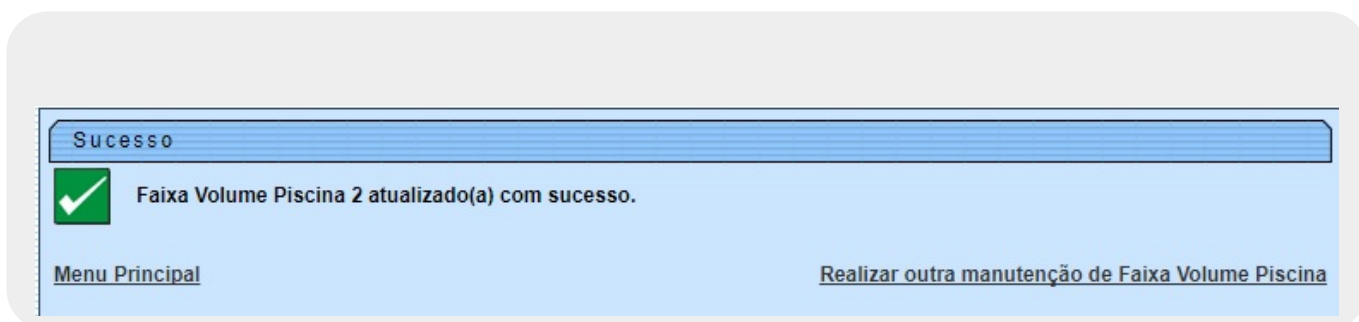 Sucesso
Faixa Volume Piscina 2 atualizado(a) com sucesso.
Menu Principal
Realizar outra manutenção de Faixa Volume Piscina